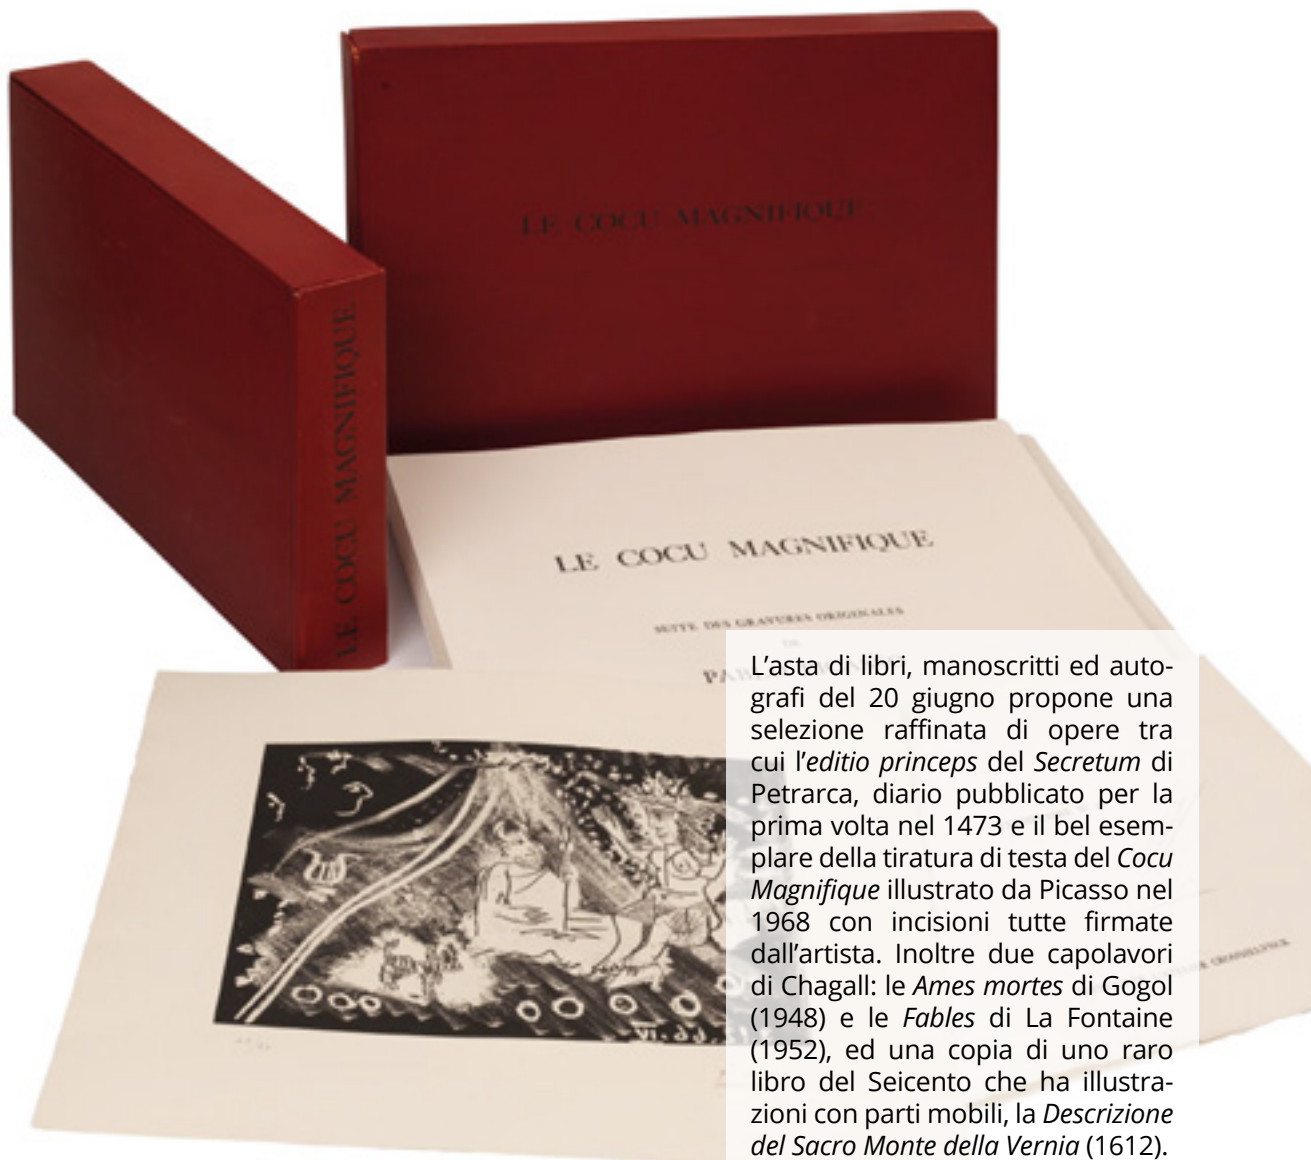 LE COCU MAGNIFIQUE
LE COCU MAGNIFIQUE
LE COCU MAGNIFIQUE
SUITE DES GRAVURES ORIGINALES
DE
L'asta di libri, manoscritti ed auto-
grafi del 20 giugno propone una
selezione raffinata di opere tra
cui l'editio princeps del Secretum di
Petrarca, diario pubblicato per la
prima volta nel 1473 e il bel esem-
plare della tiratura di testa del Cocu
Magnifique illustrato da Picasso nel
1968 con incisioni tutte firmate
dall'artista. Inoltre due capolavori
di Chagall: le Ames mortes di Gogol
(1948) e le Fables di La Fontaine
(1952), ed una copia di uno raro
libro del Seicento che ha illustra-
zioni con parti mobili, la Descrizione
del Sacro Monte della Vernia (1612).